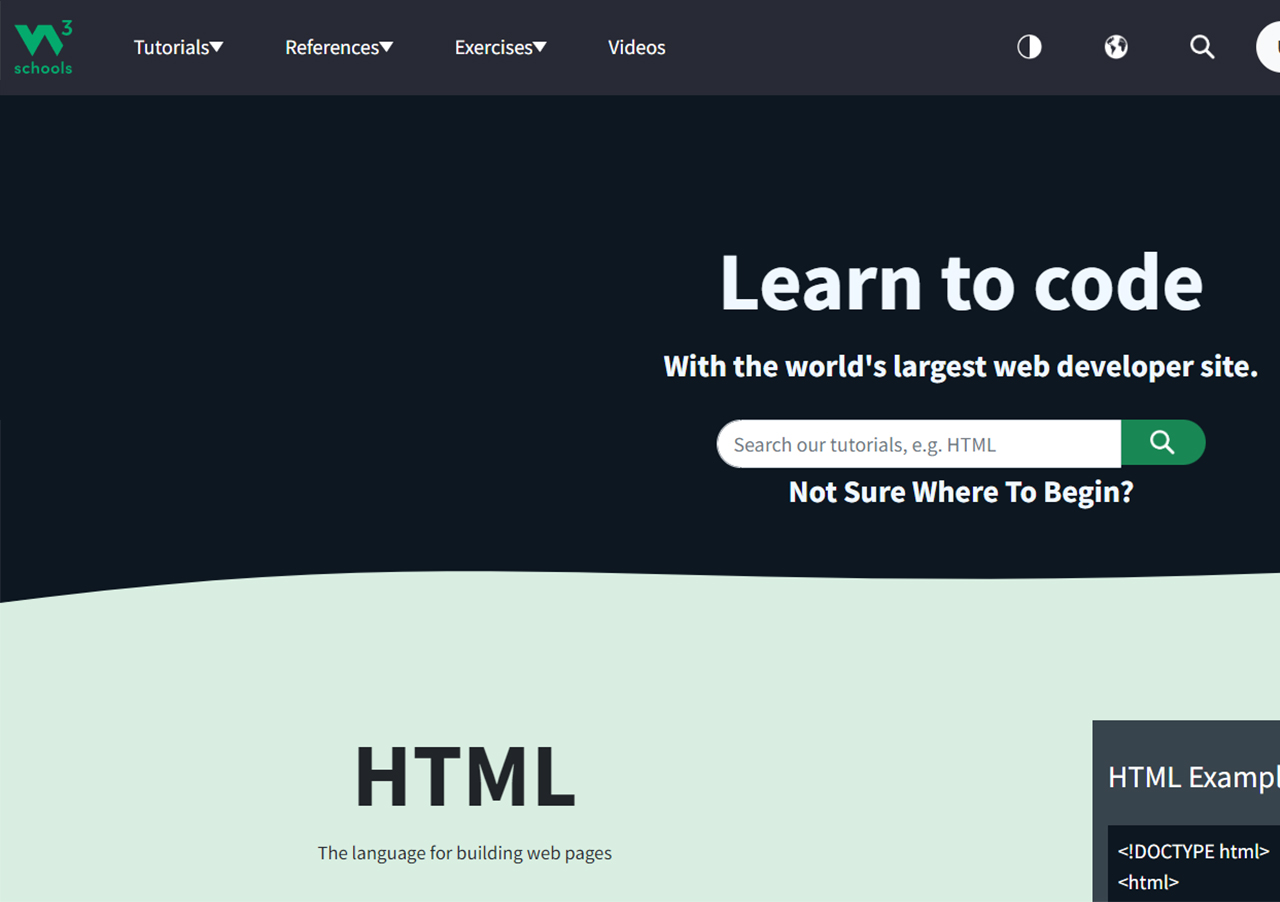 W3 schools
Tutorials References Exercises Videos
Learn to code
With the world's largest web developer site.
Search our tutorials, e.g. HTML
Not Sure Where To Begin?
HTML
The language for building web pages
HTML Exampl
<!DOCTYPE html>
<html>